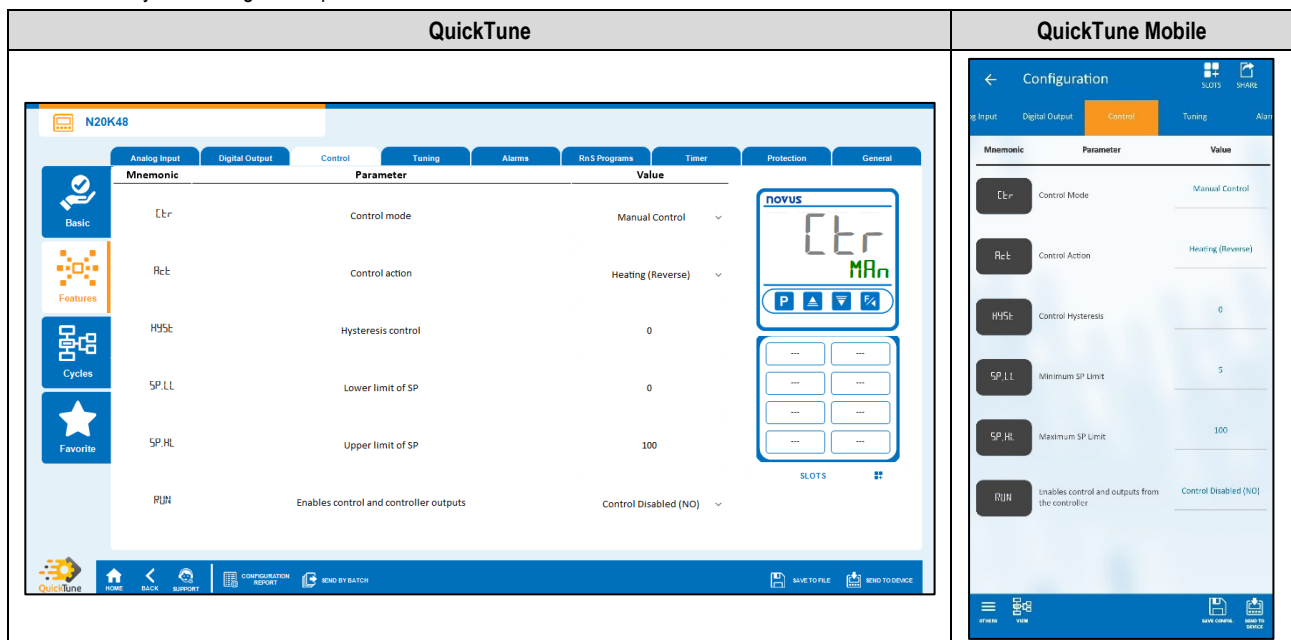 QuickTune
QuickTune Mobile
N20K48
Analog Input Digital Output Control Tuning Alarms RnS Programs Timer Protection General
Mnemonic Parameter Value
Basic
Features
Cycles
Favorite
Ctr Control mode Manual Control
Act Control action Heating (Reverse)
HYSt Hysteresis control 0
SP.LL Lower limit of SP 0
SP.HL Upper limit of SP 100
RUN Enables control and controller outputs Control Disabled (NO)
novus
Ctr
MAn
P F/4
--- ---
--- ---
--- ---
--- ---
SLOTS
QuickTune
HOME BACK SUPPORT CONFIGURATION REPORT SEND BY BATCH SAVE TO FILE SEND TO DEVICE
Configuration SLOTS SHARE
og Input Digital Output Control Tuning Alarr
Mnemonic Parameter Value
Ctr Control Mode Manual Control
Act Control Action Heating (Reverse)
HYSt Control Hysteresis 0
SP.LL Minimum SP Limit 5
SP.HL Maximum SP Limit 100
RUN Enables control and outputs from Control Disabled (NO)
the controller
OTHERS VIEW SAVE CONFIG. SEND TO
DEVICE